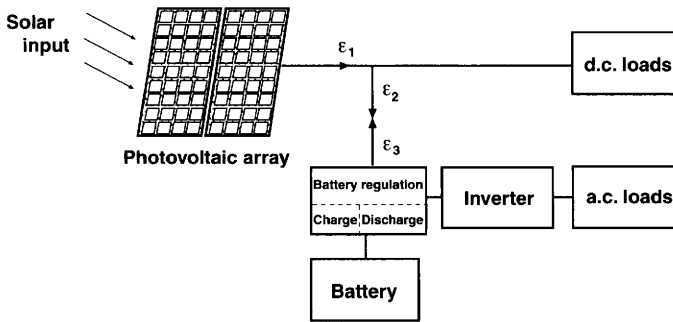 Solar
input
ε1
d.c. loads
ε2
ε3
Photovoltaic array
Battery regulation
Charge Discharge
Inverter
a.c. loads
Battery